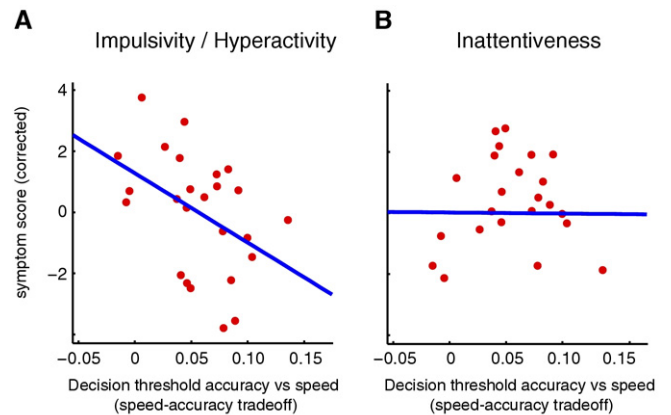 A
Impulsivity / Hyperactivity
B
Inattentiveness
symptom score (corrected)
4
2
0
−2
−0.05
0
0.05
0.10
0.15
Decision threshold accuracy vs speed
(speed-accuracy tradeoff)
−0.05
0
0.05
0.10
0.15
Decision threshold accuracy vs speed
(speed-accuracy tradeoff)